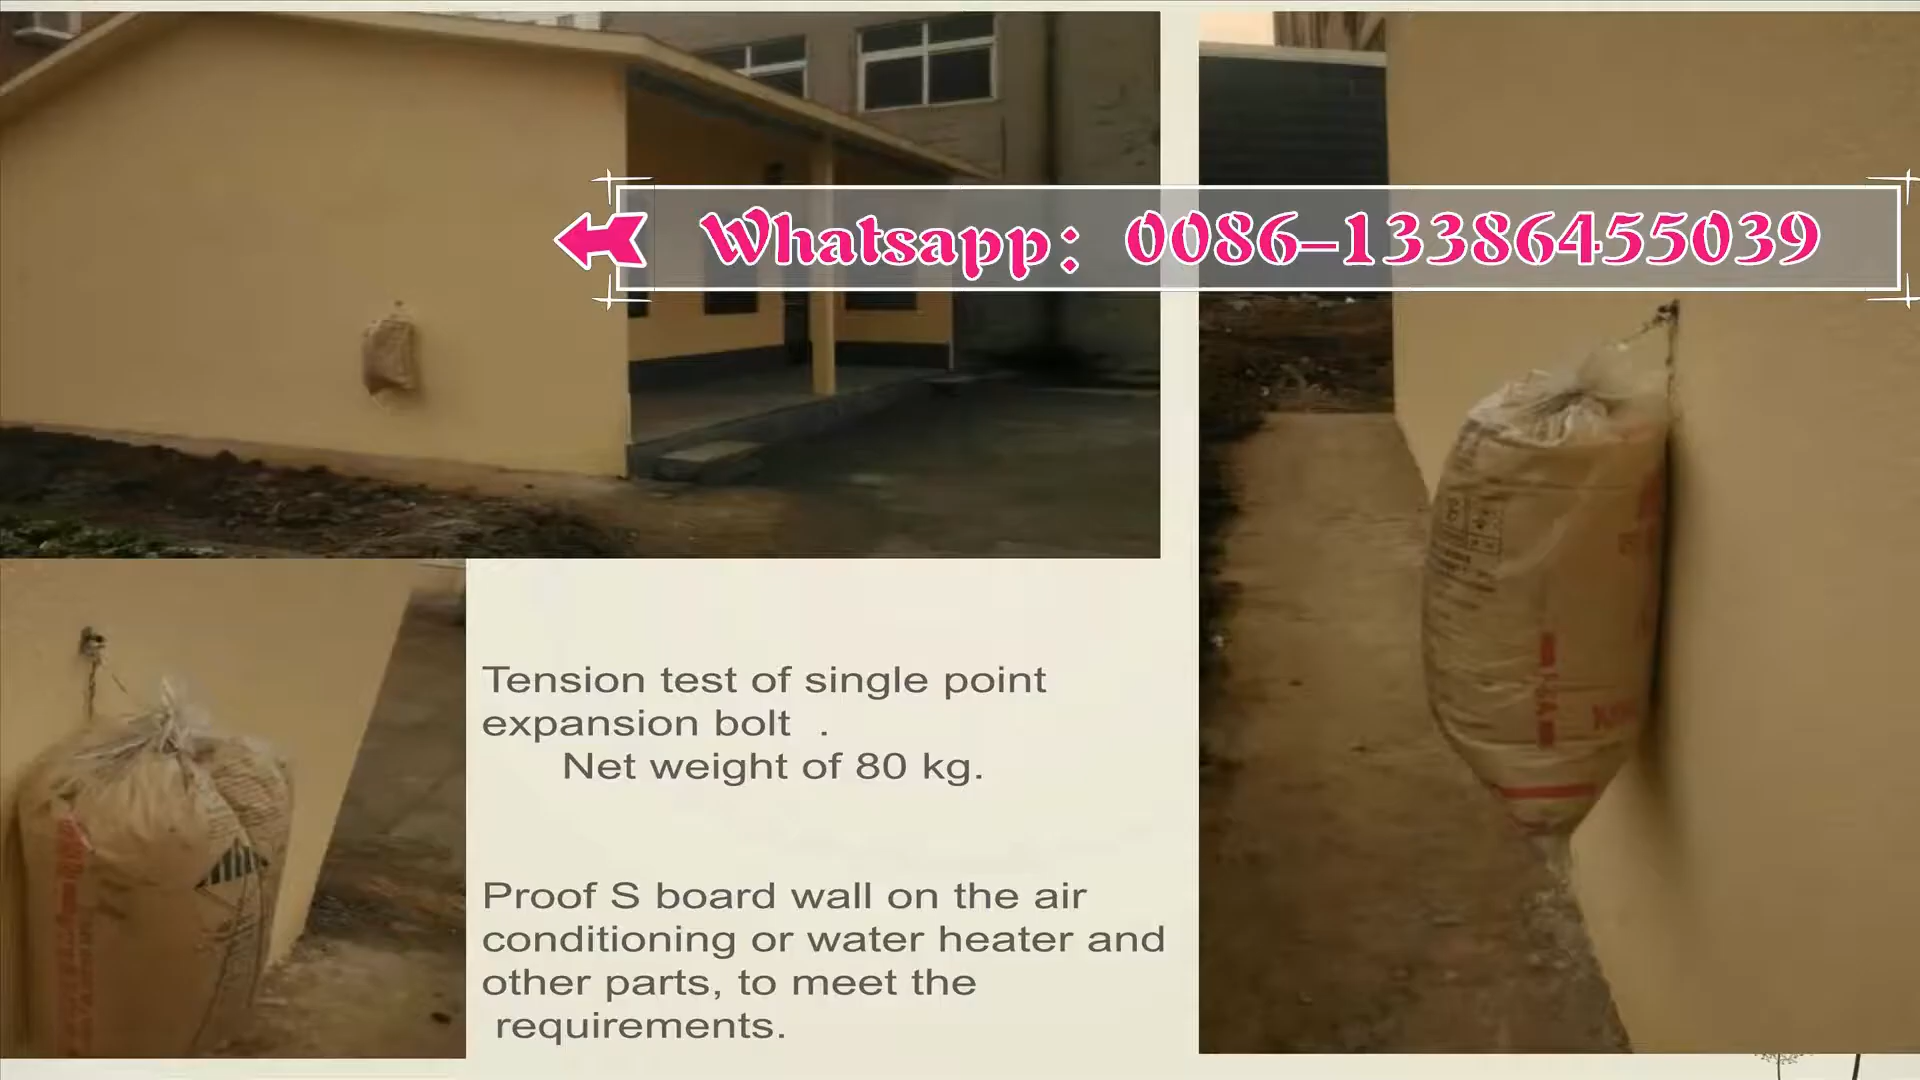 Whatsapp: 0086-13386455039
Tension test of single point
expansion bolt .
Net weight of 80 kg.
Proof S board wall on the air
conditioning or water heater and
other parts, to meet the
requirements.